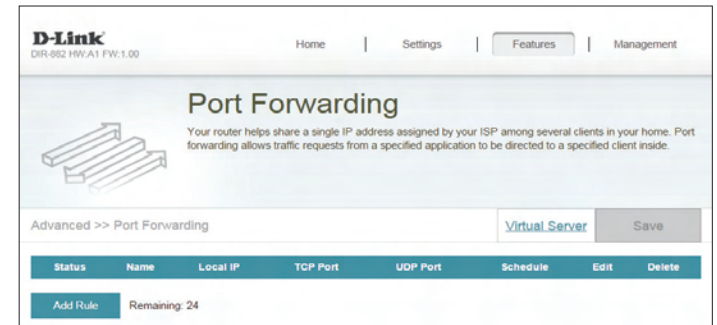 D-Link
DIR-882 HW:A1 FW:1.00
Home | Settings | Features | Management
Port Forwarding
Your router helps share a single IP address assigned by your ISP among several clients in your home. Port
forwarding allows traffic requests from a specified application to be directed to a specified client inside.
Advanced >> Port Forwarding
Virtual Server
Save
Status Name Local IP TCP Port UDP Port Schedule Edit Delete
Add Rule Remaining: 24